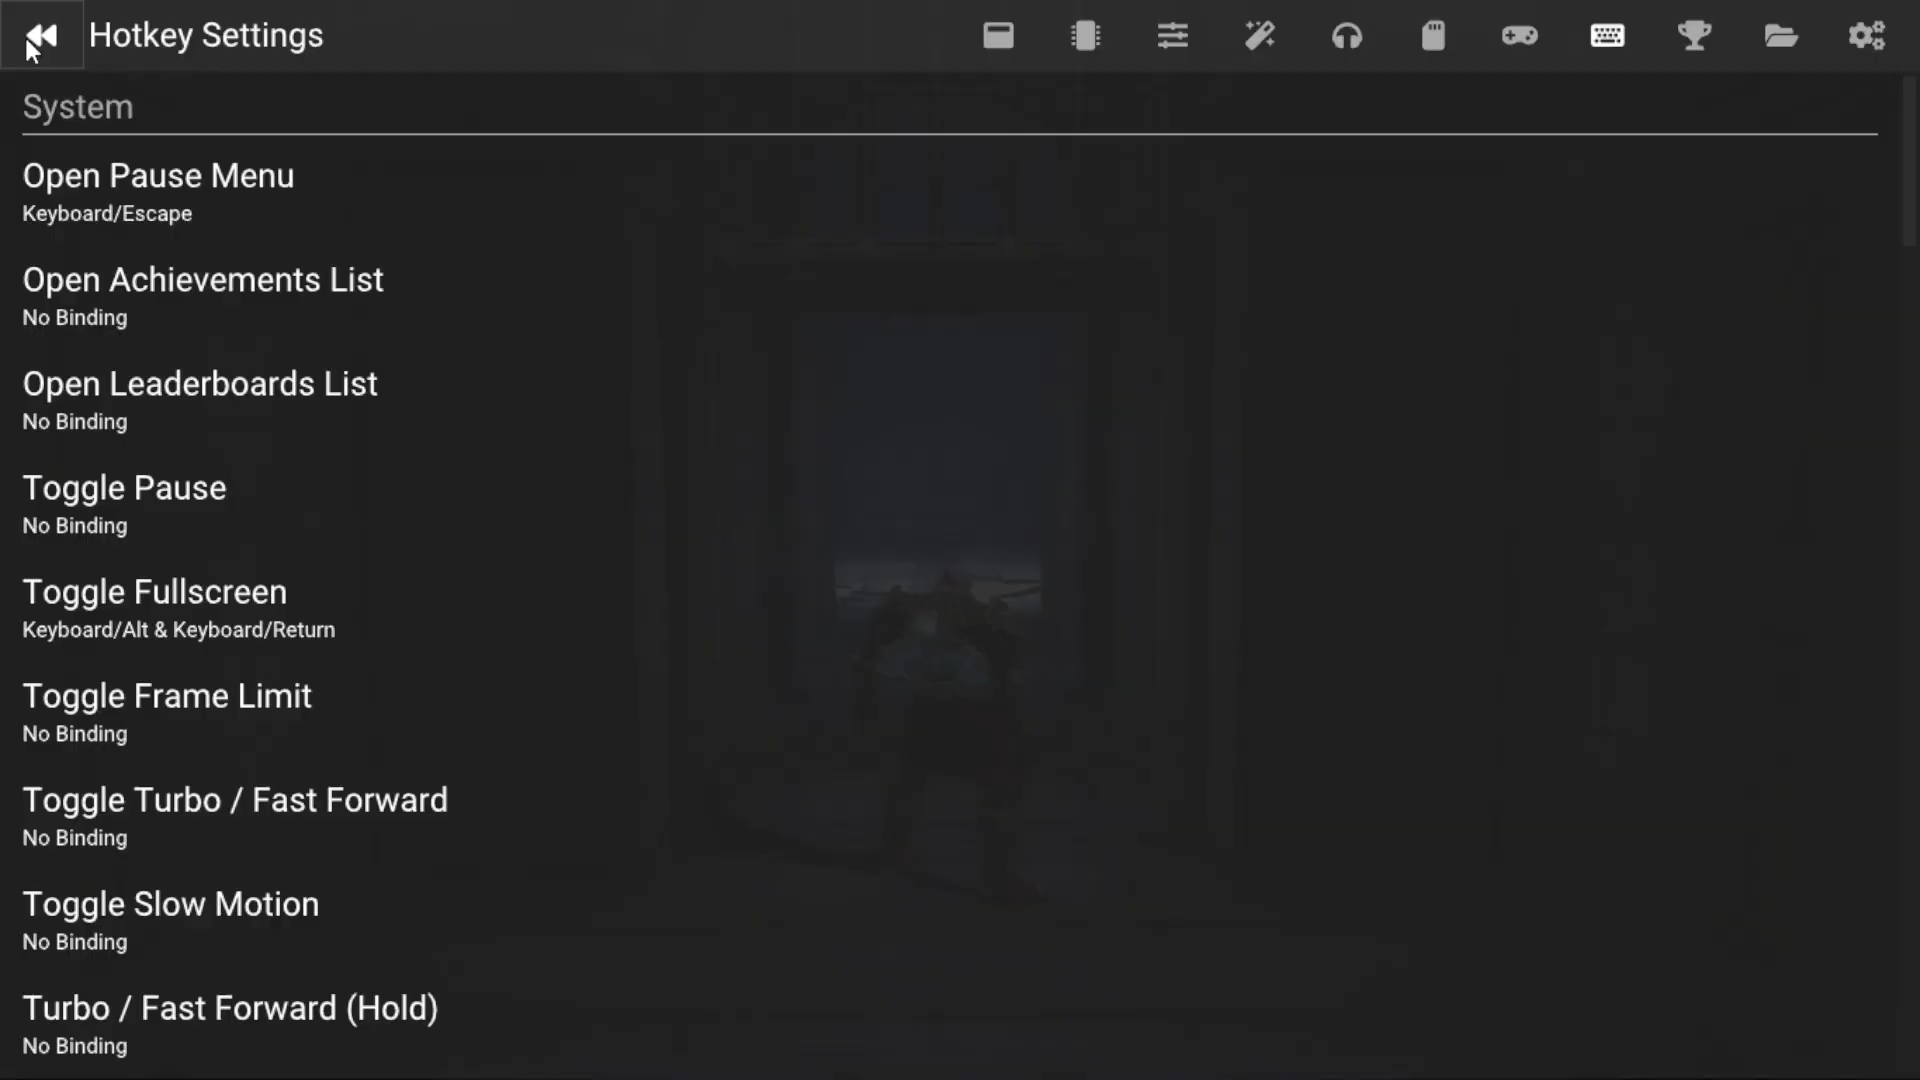 Hotkey Settings
System
Open Pause Menu
Keyboard/Escape
Open Achievements List
No Binding
Open Leaderboards List
No Binding
Toggle Pause
No Binding
Toggle Fullscreen
Keyboard/Alt & Keyboard/Return
Toggle Frame Limit
No Binding
Toggle Turbo / Fast Forward
No Binding
Toggle Slow Motion
No Binding
Turbo / Fast Forward (Hold)
No Binding